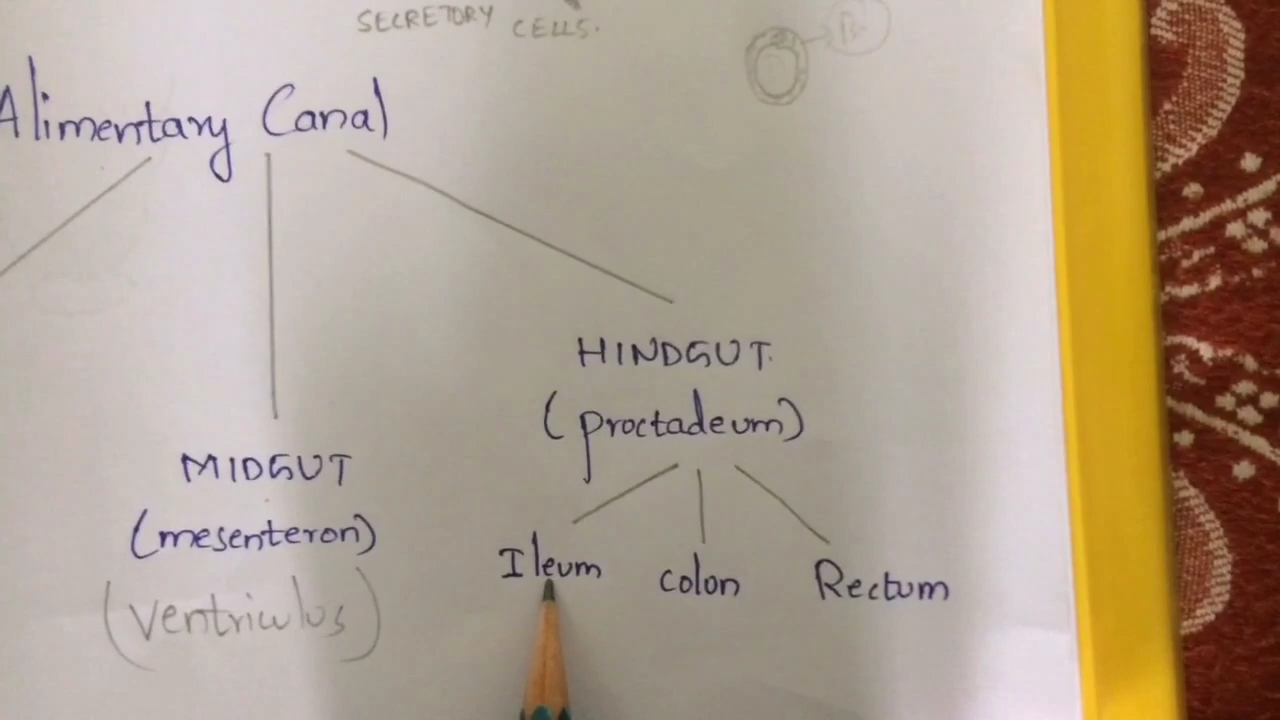 SECRETORY CELLS.
Alimentary Canal
HINDGUT.
(proctadeum)
MIDGUT
(mesenteron)
(ventriculus)
Ileum colon Rectum